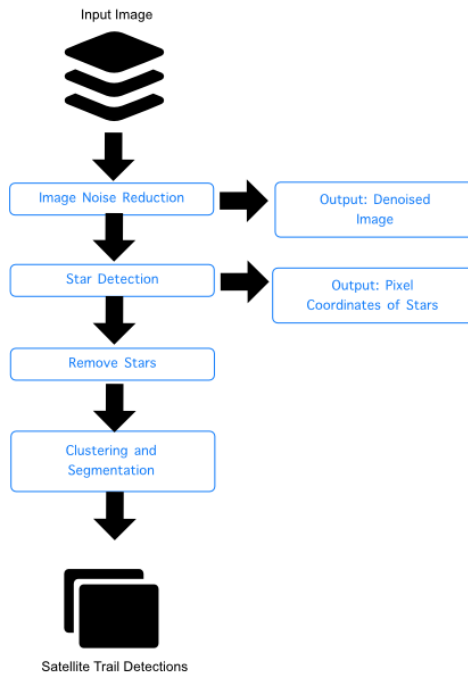 Input Image
Image Noise Reduction
Output: Denoised
Image
Star Detection
Output: Pixel
Coordinates of Stars
Remove Stars
Clustering and
Segmentation
Satellite Trail Detections